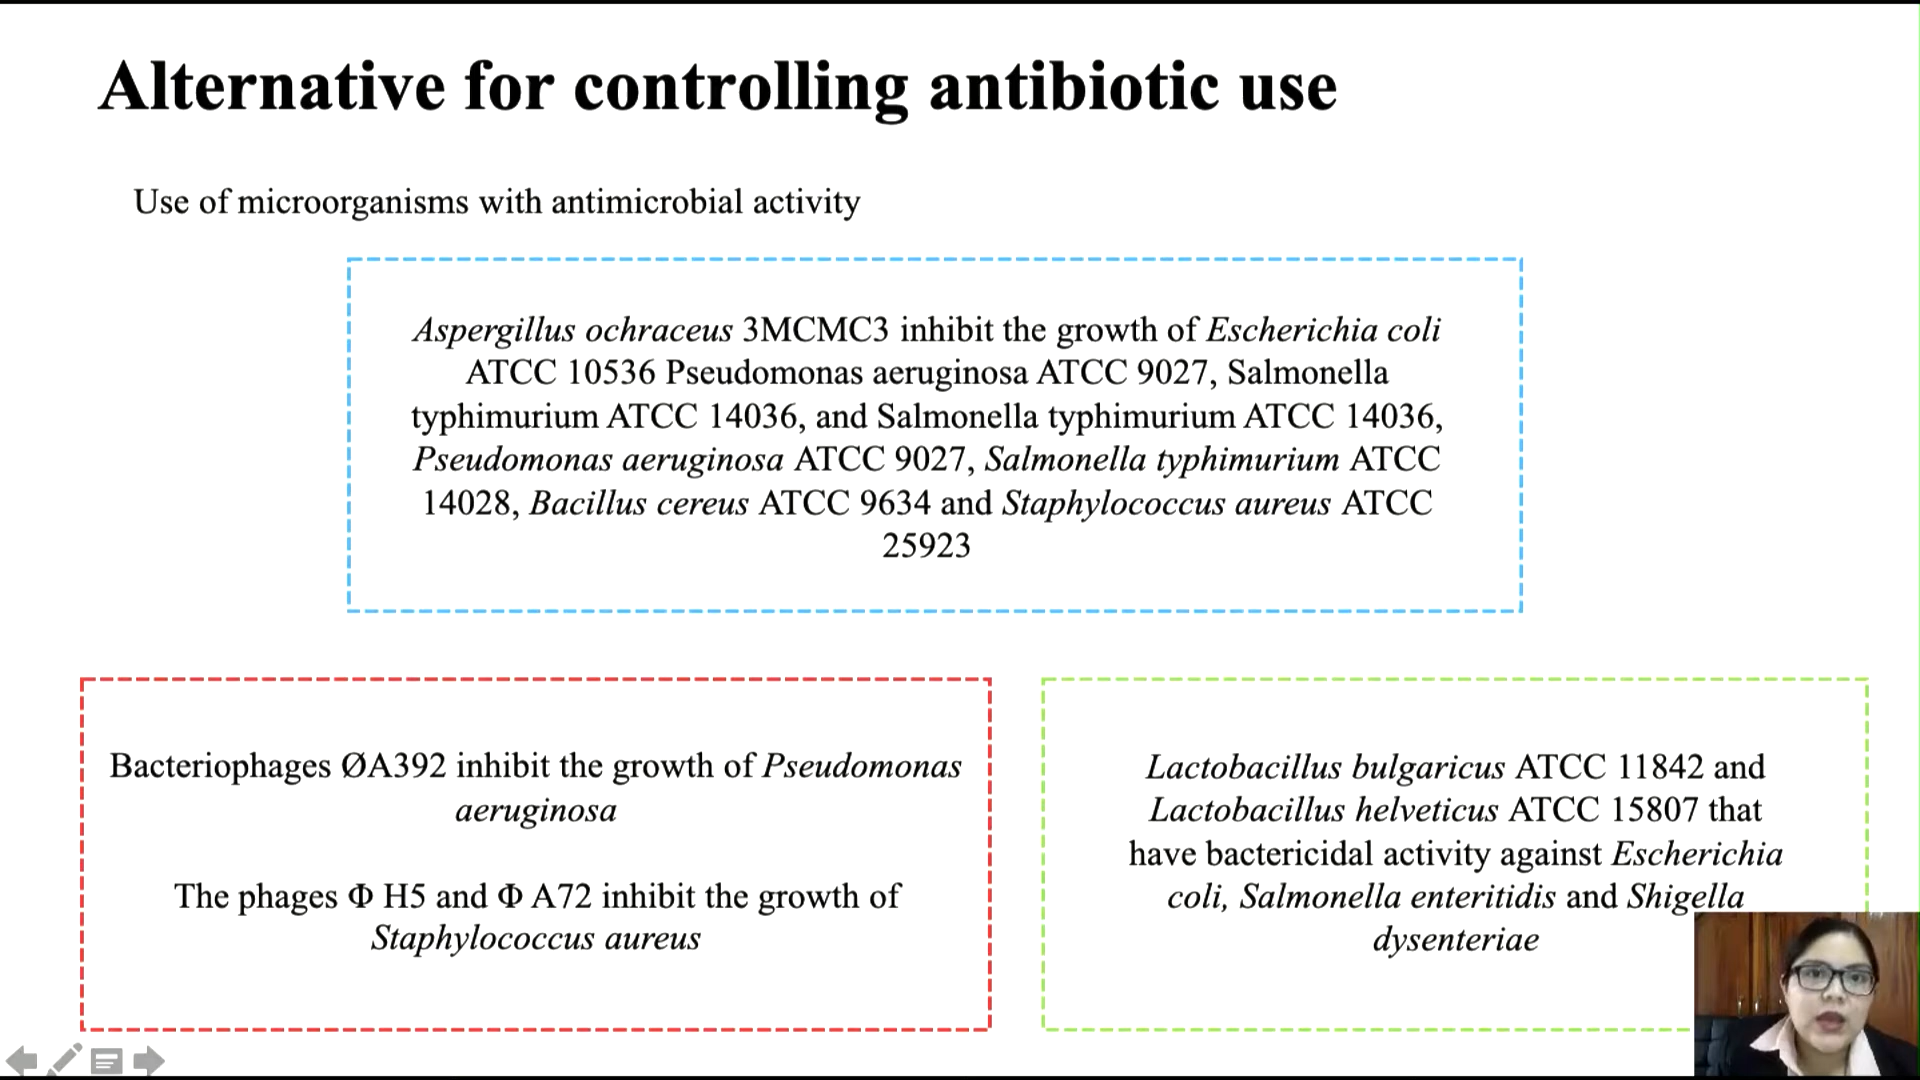 Alternative for controlling antibiotic use
Use of microorganisms with antimicrobial activity
Aspergillus ochraceus 3MCMC3 inhibit the growth of Escherichia coli
ATCC 10536 Pseudomonas aeruginosa ATCC 9027, Salmonella
typhimurium ATCC 14036, and Salmonella typhimurium ATCC 14036,
Pseudomonas aeruginosa ATCC 9027, Salmonella typhimurium ATCC
14028, Bacillus cereus ATCC 9634 and Staphylococcus aureus ATCC
25923
Bacteriophages ØA392 inhibit the growth of Pseudomonas
aeruginosa
The phages Φ H5 and Φ A72 inhibit the growth of
Staphylococcus aureus
Lactobacillus bulgaricus ATCC 11842 and
Lactobacillus helveticus ATCC 15807 that
have bactericidal activity against Escherichia
coli, Salmonella enteritidis and Shigella
dysenteriae